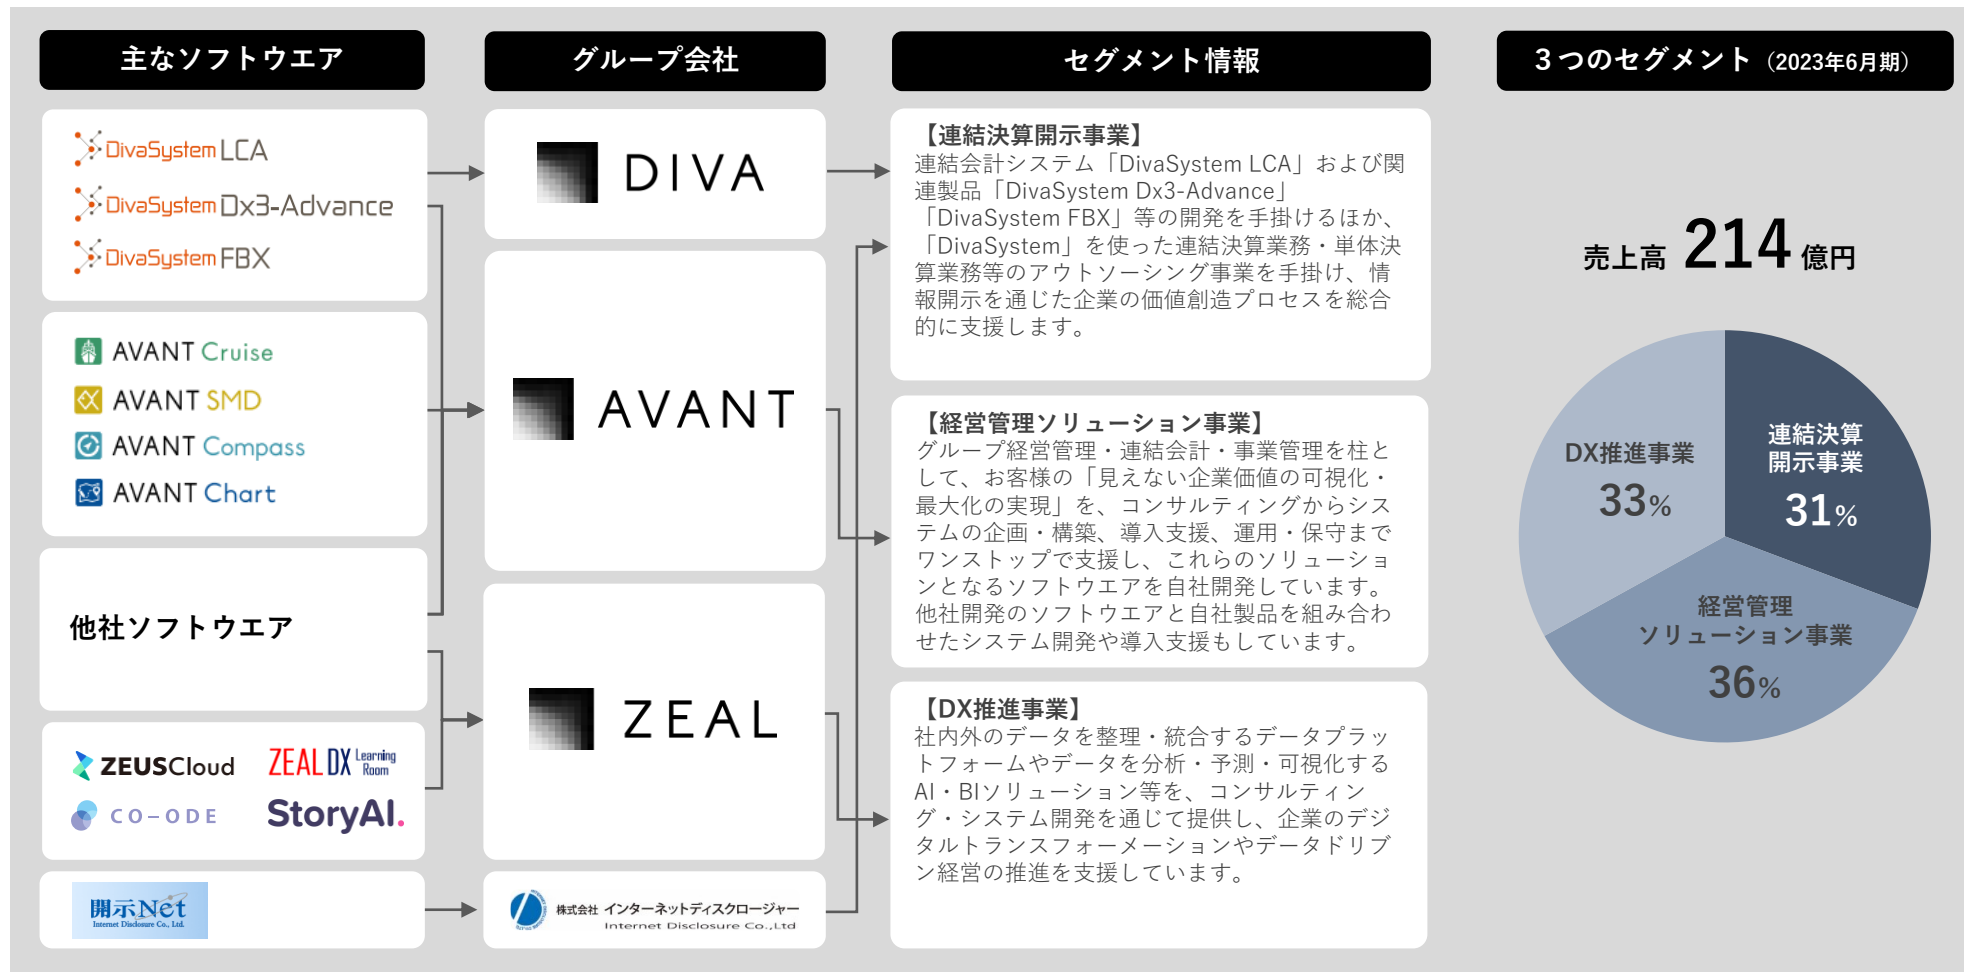 主なソフトウエア
DivaSystem LCA
DivaSystem Dx3-Advance
DivaSystem FBX
AVANT Cruise
AVANT SMD
AVANT Compass
AVANT Chart
他社ソフトウエア
ZEUSCloud
ZEAL DX Learning Room
CO-ODE
StoryAI.
開示Net
Internet Disclosure Co., Ltd.
グループ会社
DIVA
AVANT
ZEAL
株式会社 インターネットディスクロージャー
Internet Disclosure Co.,Ltd
セグメント情報
【連結決算開示事業】
連結会計システム「DivaSystem LCA」および関
連製品「DivaSystem Dx3-Advance」
「DivaSystem FBX」等の開発を手掛けるほか、
「DivaSystem」を使った連結決算業務・単体決
算業務等のアウトソーシング事業を手掛け、情
報開示を通じた企業の価値創造プロセスを総合
的に支援します。
【経営管理ソリューション事業】
グループ経営管理・連結会計・事業管理を柱と
して、お客様の「見えない企業価値の可視化・
最大化の実現」を、コンサルティングからシス
テムの企画・構築、導入支援、運用・保守まで
ワンストップで支援し、これらのソリューショ
ンとなるソフトウエアを自社開発しています。
他社開発のソフトウエアと自社製品を組み合わ
せたシステム開発や導入支援もしています。
【DX推進事業】
社内外のデータを整理・統合するデータプラッ
トフォームやデータを分析・予測・可視化する
AI・BIソリューション等を、コンサルティン
グ・システム開発を通じて提供し、企業のデジ
タルトランスフォーメーションやデータドリブ
ン経営の推進を支援しています。
３つのセグメント（2023年6月期）
売上高 214 億円
連結決算
開示事業
31%
DX推進事業
33%
経営管理
ソリューション事業
36%